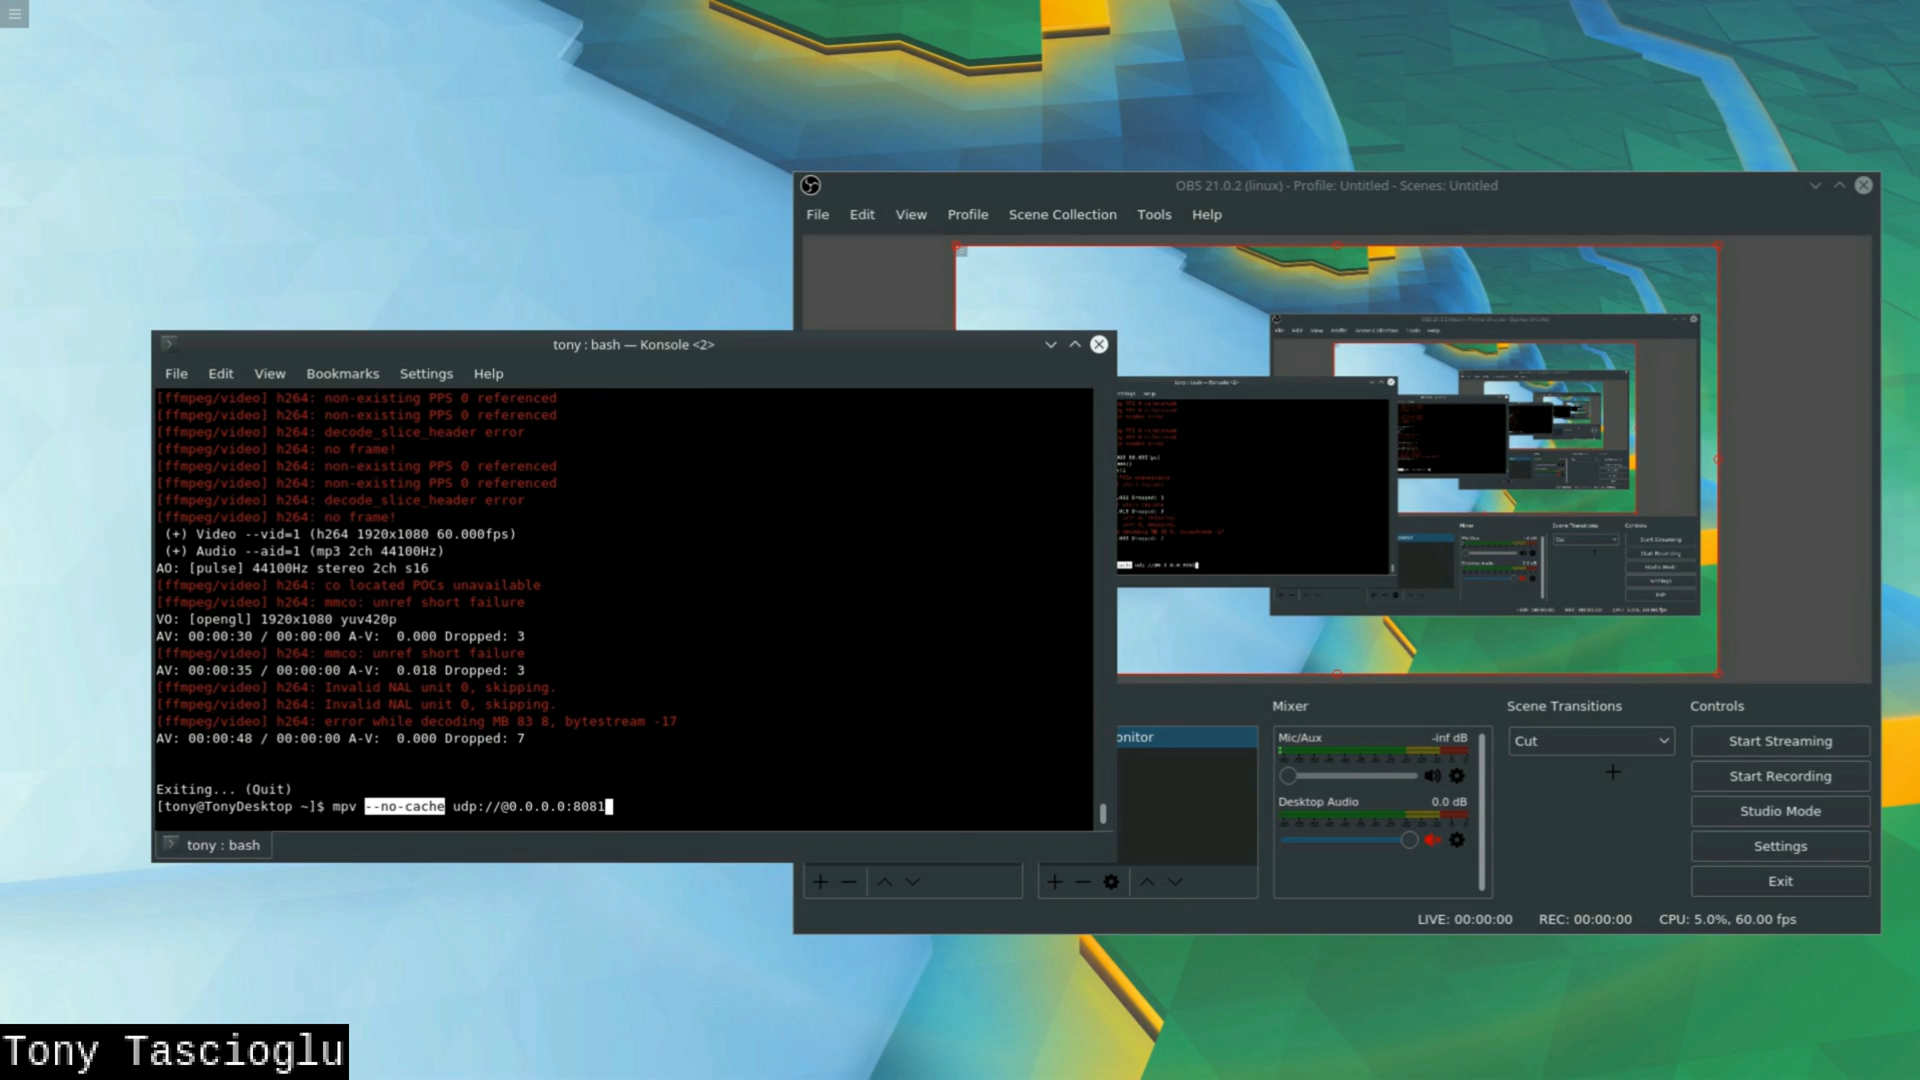 OBS 21.0.2 (linux) - Profile: Untitled - Scenes: Untitled
File Edit View Profile Scene Collection Tools Help
tony : bash — Konsole <2>
File Edit View Bookmarks Settings Help
[ffmpeg/video] h264: non-existing PPS 0 referenced
[ffmpeg/video] h264: non-existing PPS 0 referenced
[ffmpeg/video] h264: decode_slice_header error
[ffmpeg/video] h264: no frame!
[ffmpeg/video] h264: non-existing PPS 0 referenced
[ffmpeg/video] h264: non-existing PPS 0 referenced
[ffmpeg/video] h264: decode_slice_header error
[ffmpeg/video] h264: no frame!
(+) Video --vid=1 (h264 1920x1080 60.000fps)
(+) Audio --aid=1 (mp3 2ch 44100Hz)
AO: [pulse] 44100Hz stereo 2ch s16
[ffmpeg/video] h264: co located POCs unavailable
[ffmpeg/video] h264: mmco: unref short failure
VO: [opengl] 1920x1080 yuv420p
AV: 00:00:30 / 00:00:00 A-V: 0.000 Dropped: 3
[ffmpeg/video] h264: mmco: unref short failure
AV: 00:00:35 / 00:00:00 A-V: 0.018 Dropped: 3
[ffmpeg/video] h264: Invalid NAL unit 0, skipping.
[ffmpeg/video] h264: Invalid NAL unit 0, skipping.
[ffmpeg/video] h264: error while decoding MB 83 8, bytestream -17
AV: 00:00:48 / 00:00:00 A-V: 0.000 Dropped: 7
Exiting... (Quit)
[tony@TonyDesktop ~]$ mpv --no-cache udp://@0.0.0.0:8081
tony : bash
onitor
Mixer
Mic/Aux -inf dB
Desktop Audio 0.0 dB
Scene Transitions
Cut
Controls
Start Streaming
Start Recording
Studio Mode
Settings
Exit
LIVE: 00:00:00 REC: 00:00:00 CPU: 5.0%, 60.00 fps
Tony Tascioglu